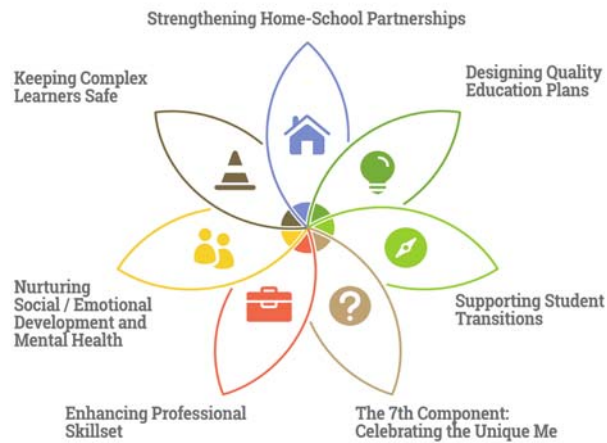 Strengthening Home-School Partnerships
Keeping Complex
Learners Safe
Designing Quality
Education Plans
Nurturing
Social / Emotional
Development and
Mental Health
Supporting Student
Transitions
Enhancing Professional
Skillset
The 7th Component:
Celebrating the Unique Me
?